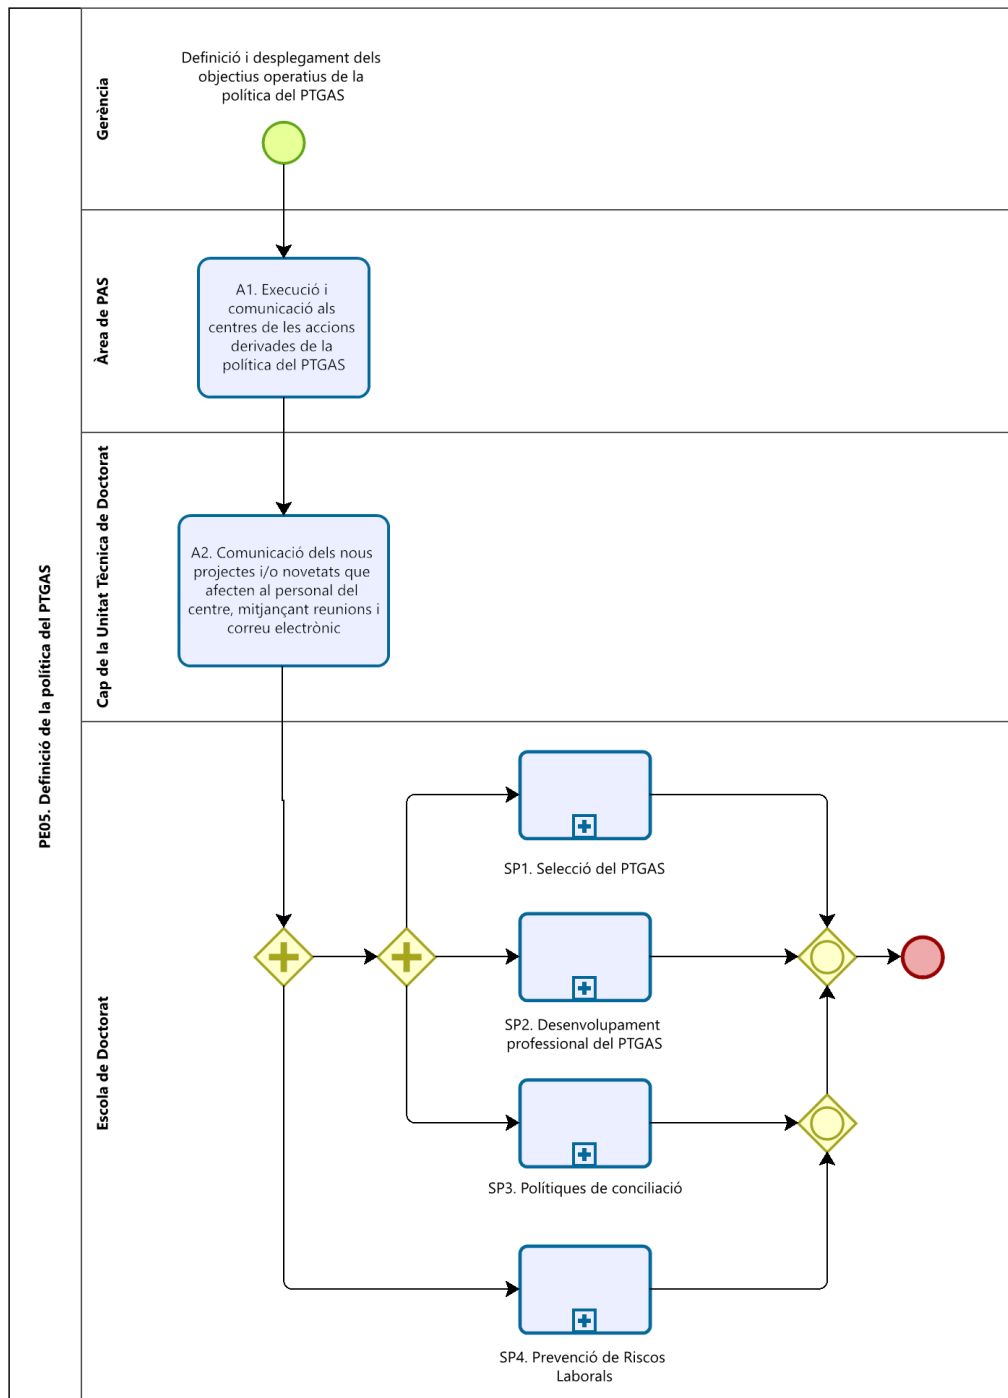 PE05. Definició de la política del PTGAS
Gerència
Definició i desplegament dels
objectius operatius de la
política del PTGAS
Àrea de PAS
A1. Execució i
comunicació als
centres de les accions
derivades de la
política del PTGAS
Cap de la Unitat Tècnica de Doctorat
A2. Comunicació dels nous
projectes i/o novetats que
afecten al personal del
centre, mitjançant reunions i
correu electrònic
Escola de Doctorat
SP1. Selecció del PTGAS
SP2. Desenvolupament
professional del PTGAS
SP3. Polítiques de conciliació
SP4. Prevenció de Riscos
Laborals